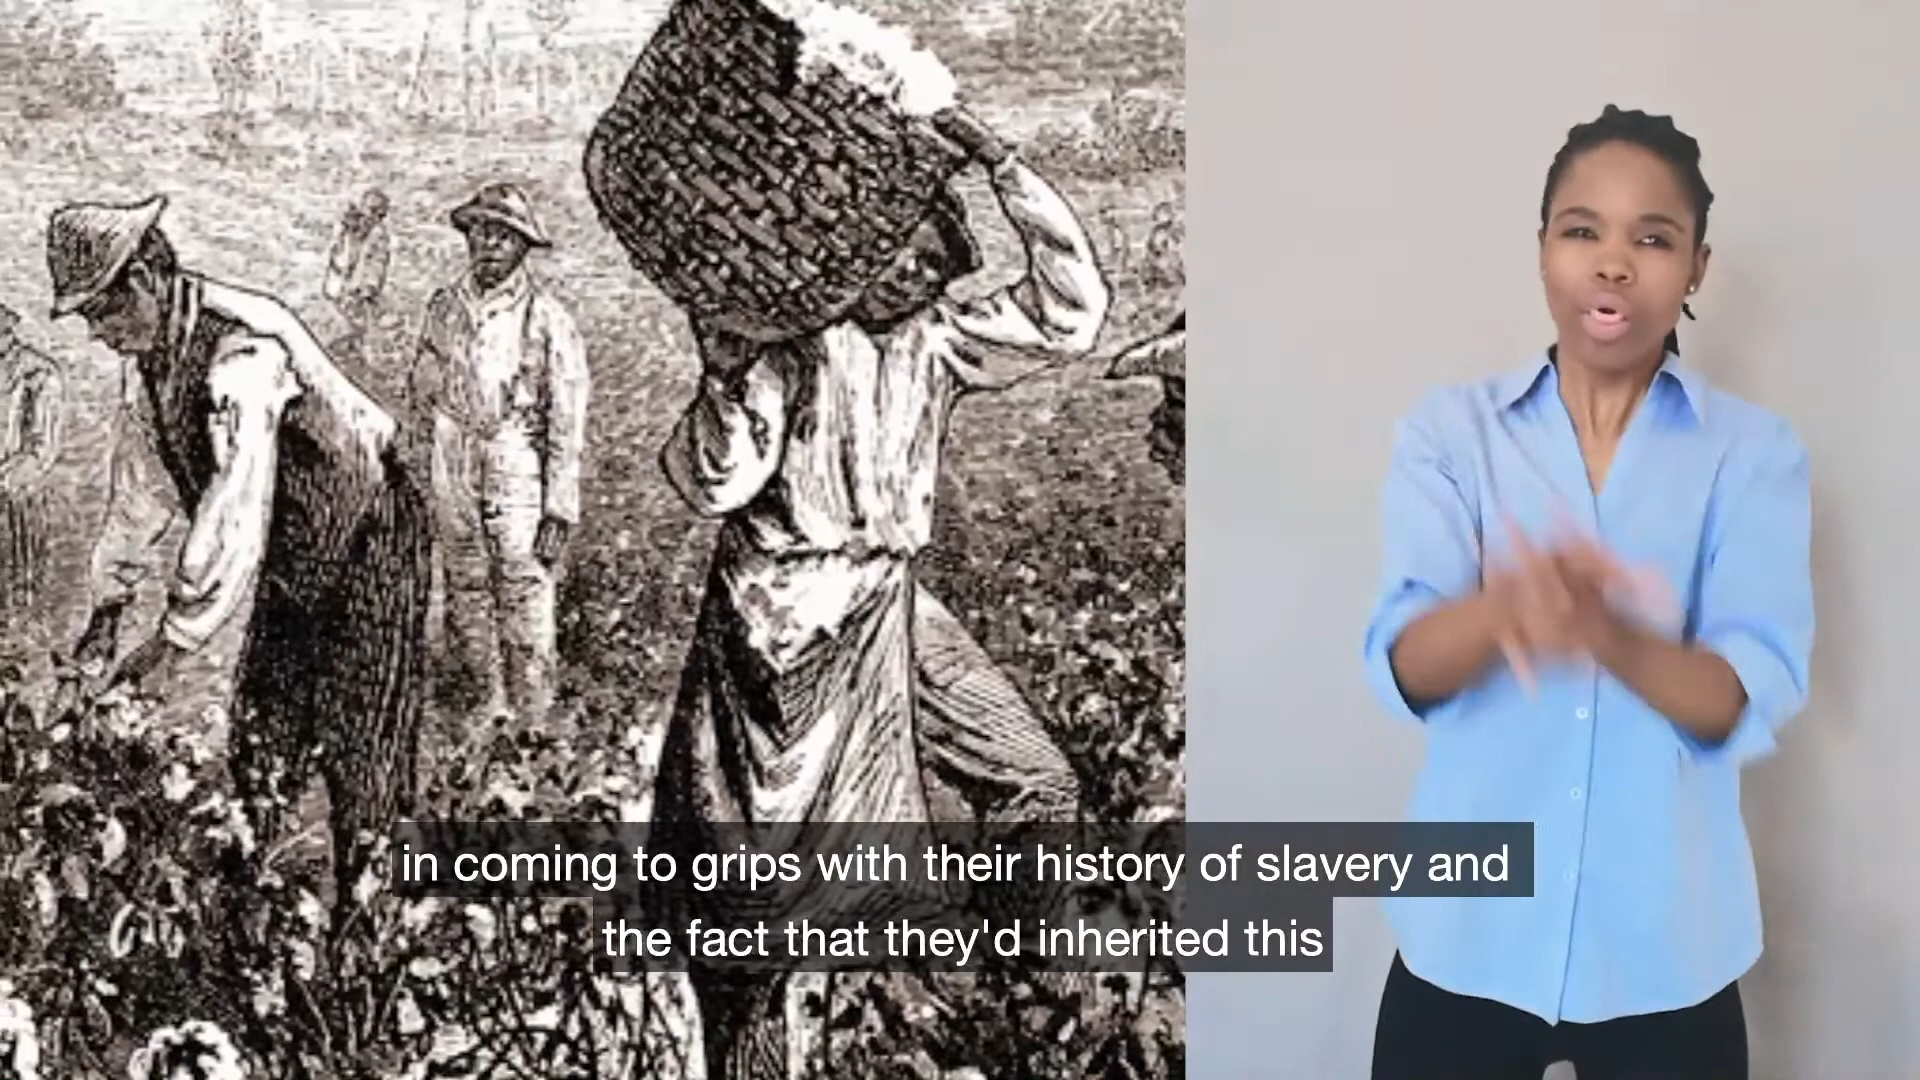 in coming to grips with their history of slavery and
the fact that they'd inherited this